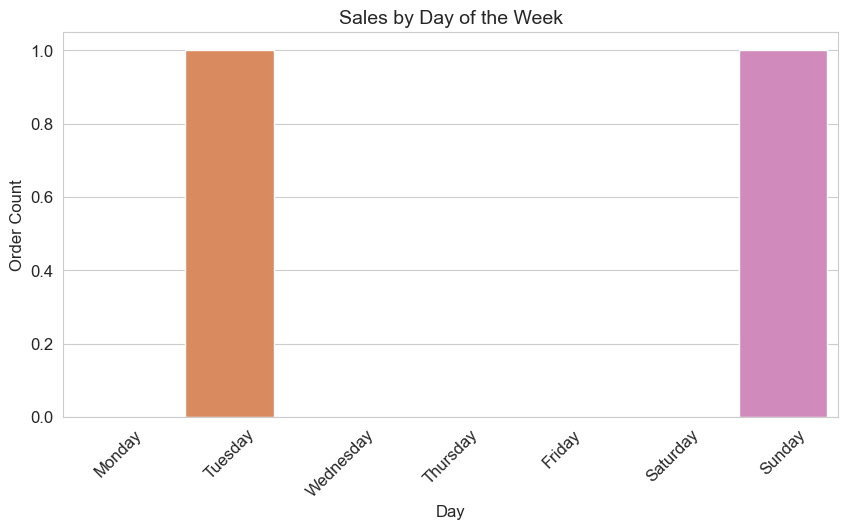 Sales by Day of the Week
Order Count
1.0
0.8
0.6
0.4
0.2
0.0
Monday
Tuesday
Wednesday
Thursday
Friday
Saturday
Sunday
Day